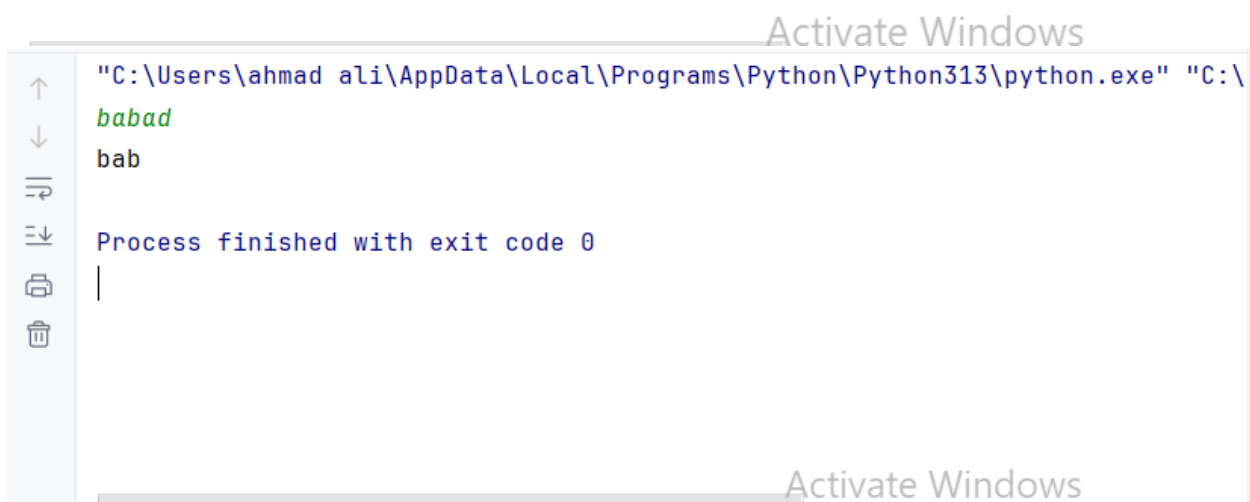 Activate Windows
"C:\Users\ahmad ali\AppData\Local\Programs\Python\Python313\python.exe" "C:\
babad
bab
Process finished with exit code 0
Activate Windows